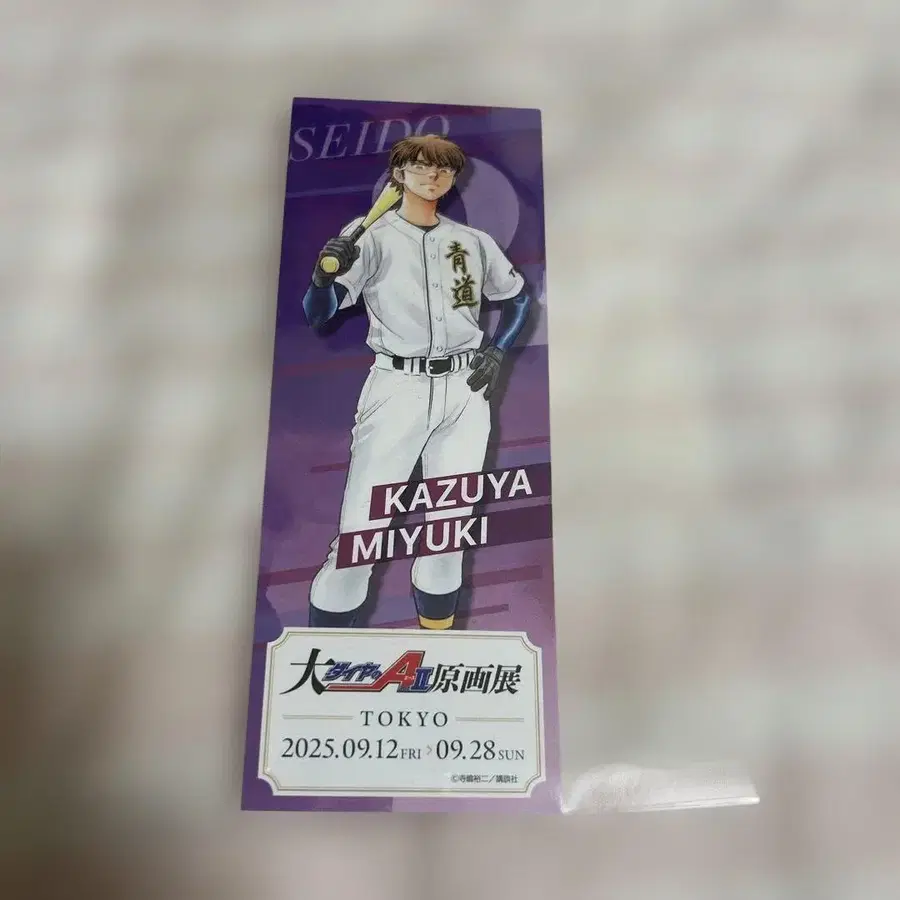 SEIDO
青道
KAZUYA
MIYUKI
大ダイヤのAII原画展
TOKYO
2025.09.12 FRI > 09.28 SUN
©寺嶋裕二／講談社